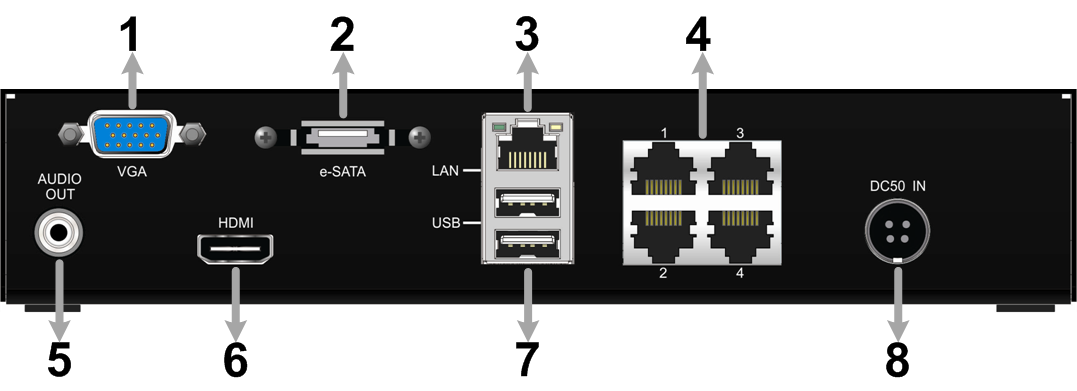 1 2 3 4
1 3
VGA
e-SATA
LAN
AUDIO
OUT
DC50 IN
HDMI
USB
2 4
5 6 7 8